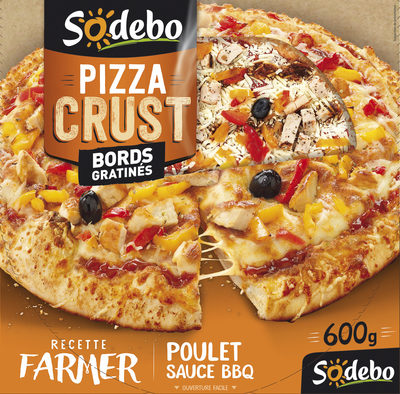 Sodebo
PIZZA
CRUST
BORDS
GRATINÉS
RECETTE
FARMER
POULET
SAUCE BBQ
OUVERTURE FACILE
600g
Sodebo